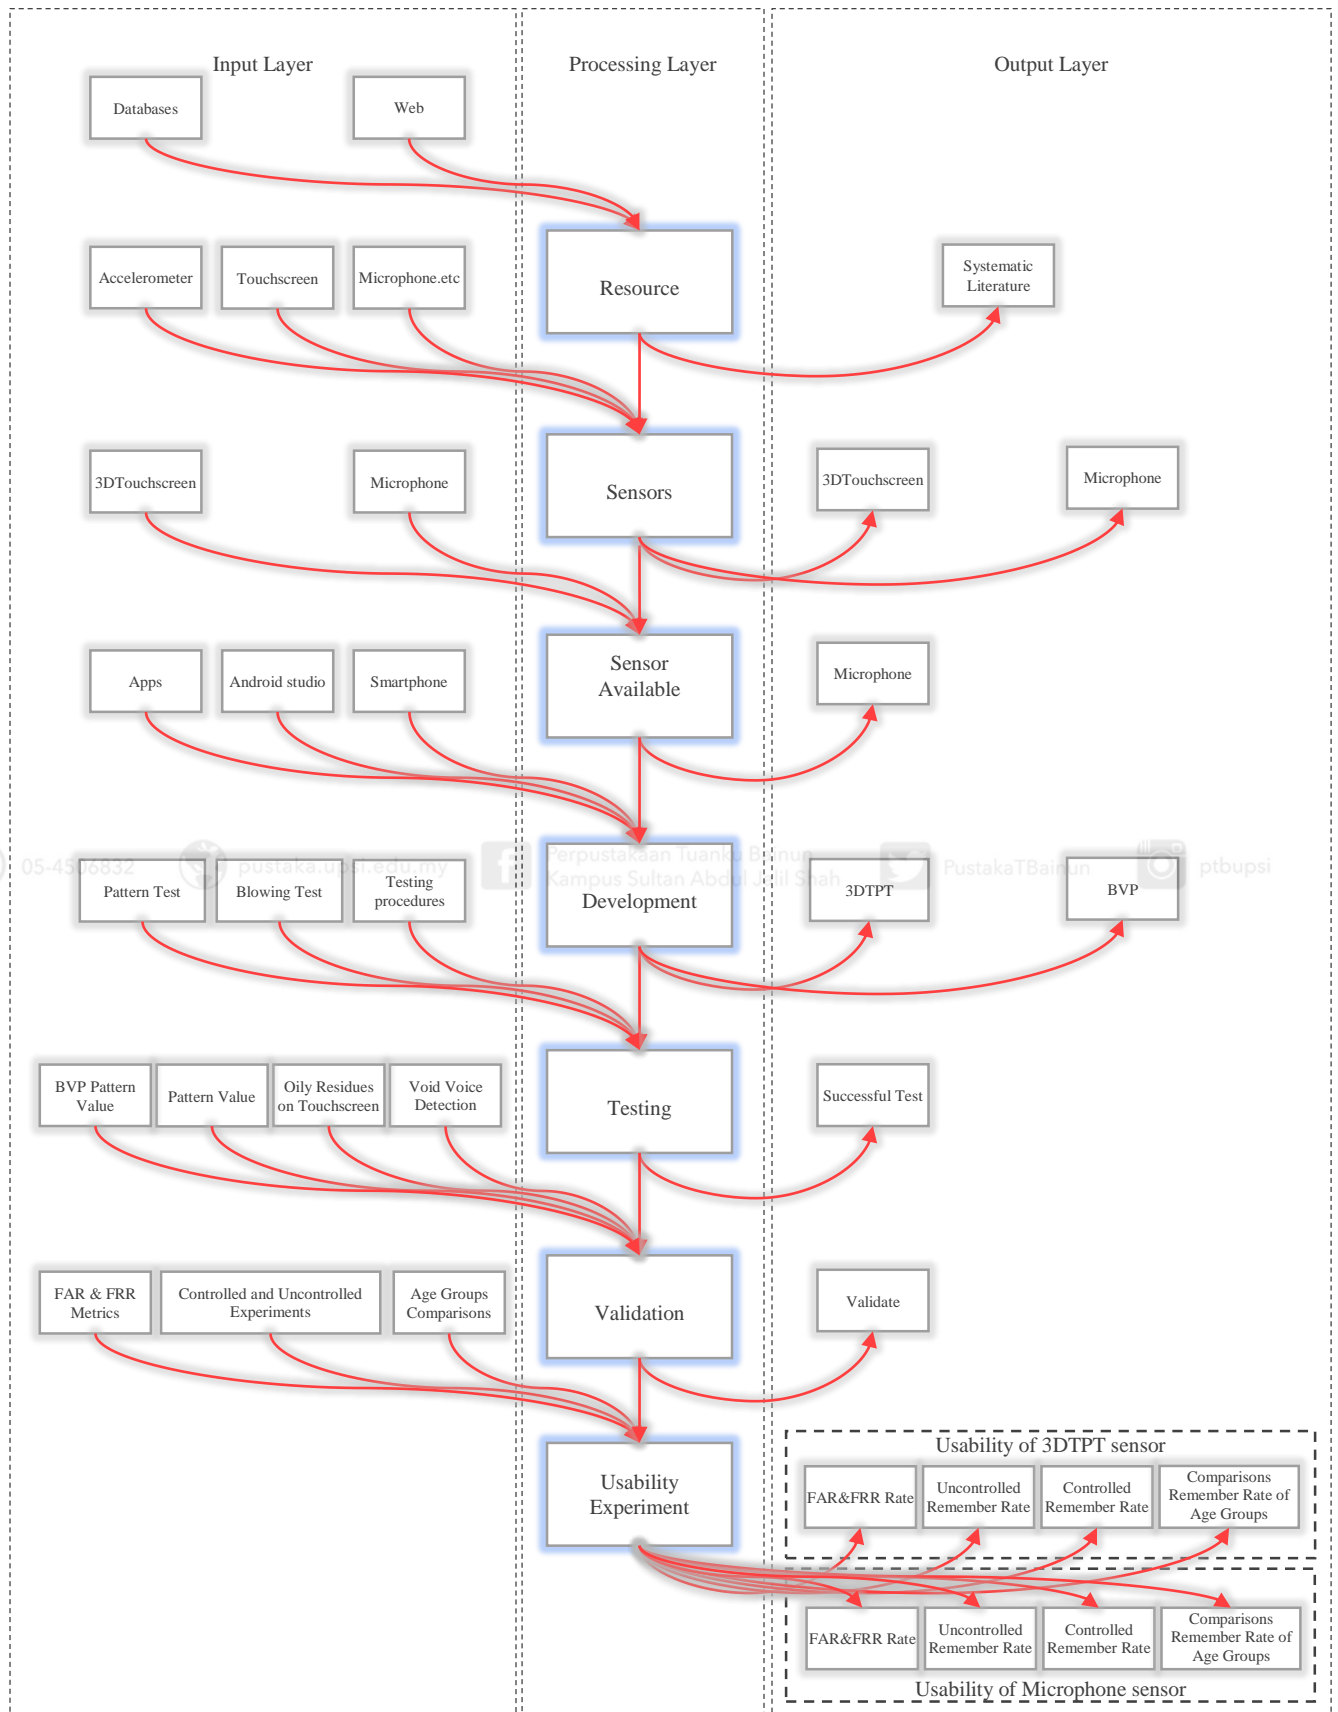 Input Layer
Processing Layer
Output Layer
Databases
Web
Accelerometer
Touchscreen
Microphone.etc
Resource
Systematic
Literature
3DTouchscreen
Microphone
Sensors
3DTouchscreen
Microphone
Apps
Android studio
Smartphone
Sensor
Available
Microphone
05-4506832
pustaka.upsi.edu.my
Perpustakaan Tuanku Bainun
Kampus Sultan Abdul Jalil Shah
PustakaTBainun
ptbupsi
Pattern Test
Blowing Test
Testing
procedures
Development
3DTPT
BVP
BVP Pattern
Value
Pattern Value
Oily Residues
on Touchscreen
Void Voice
Detection
Testing
Successful Test
FAR & FRR
Metrics
Controlled and Uncontrolled
Experiments
Age Groups
Comparisons
Validation
Validate
Usability
Experiment
Usability of 3DTPT sensor
FAR&FRR Rate
Uncontrolled
Remember Rate
Controlled
Remember Rate
Comparisons
Remember Rate of
Age Groups
FAR&FRR Rate
Uncontrolled
Remember Rate
Controlled
Remember Rate
Comparisons
Remember Rate of
Age Groups
Usability of Microphone sensor